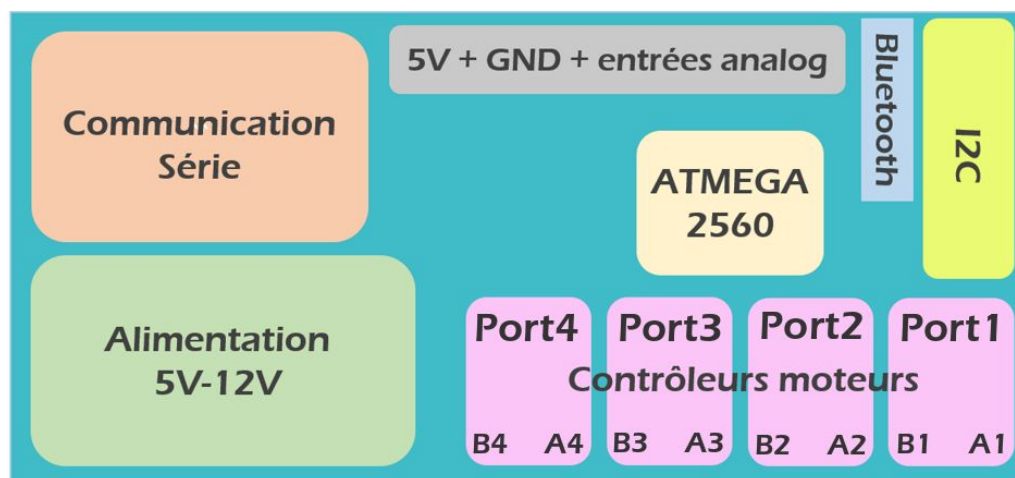 Communication
Série
5V + GND + entrées analog
Bluetooth
I2C
ATMEGA
2560
Alimentation
5V-12V
Port4 Port3 Port2 Port1
Contrôleurs moteurs
B4 A4 B3 A3 B2 A2 B1 A1